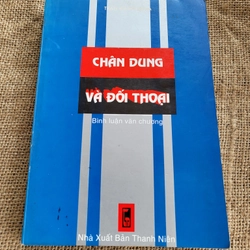 CHÂN DUNG
VÀ ĐỐI THOẠI
Bình luận văn chương
Nhà Xuất Bản Thanh Niên